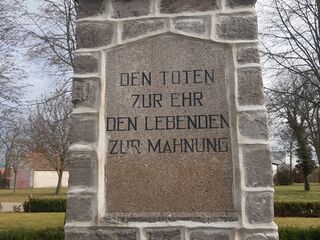 DEN TOTEN
ZUR EHR
DEN LEBENDEN
ZUR MAHNUNG